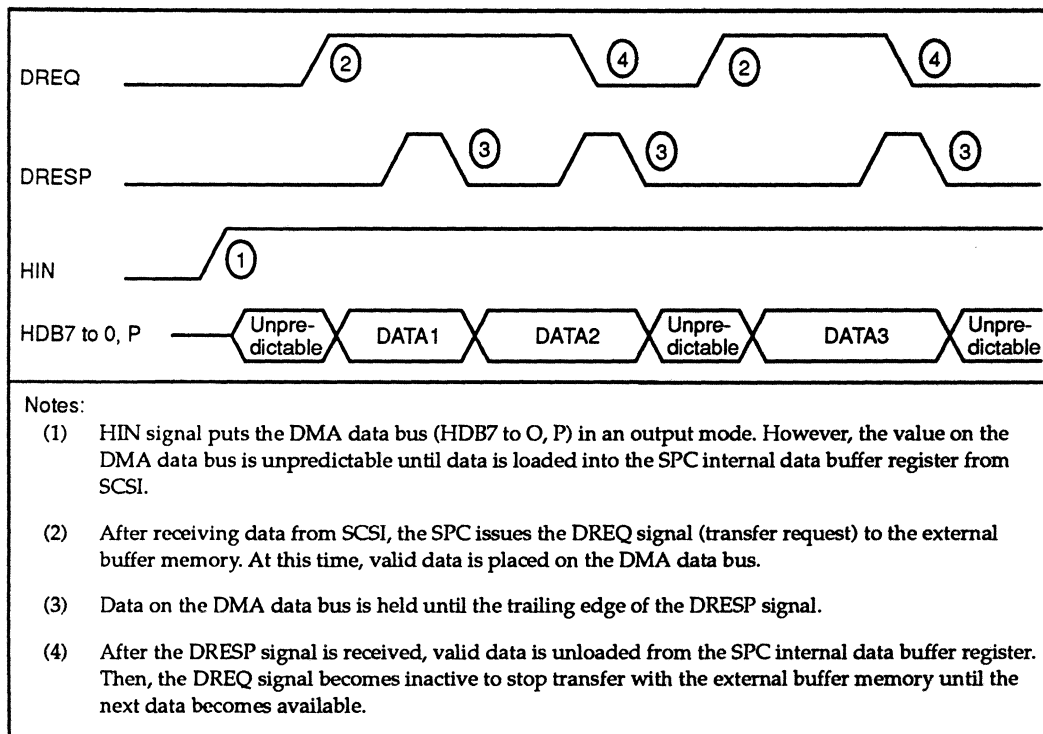 DREQ
2
4
2
4
DRESP
3
3
3
HIN
1
HDB7 to 0, P
Unpre-
dictable
DATA1
DATA2
Unpre-
dictable
DATA3
Unpre-
dictable
Notes:
(1) HIN signal puts the DMA data bus (HDB7 to O, P) in an output mode. However, the value on the
DMA data bus is unpredictable until data is loaded into the SPC internal data buffer register from
SCSI.
(2) After receiving data from SCSI, the SPC issues the DREQ signal (transfer request) to the external
buffer memory. At this time, valid data is placed on the DMA data bus.
(3) Data on the DMA data bus is held until the trailing edge of the DRESP signal.
(4) After the DRESP signal is received, valid data is unloaded from the SPC internal data buffer register.
Then, the DREQ signal becomes inactive to stop transfer with the external buffer memory until the
next data becomes available.